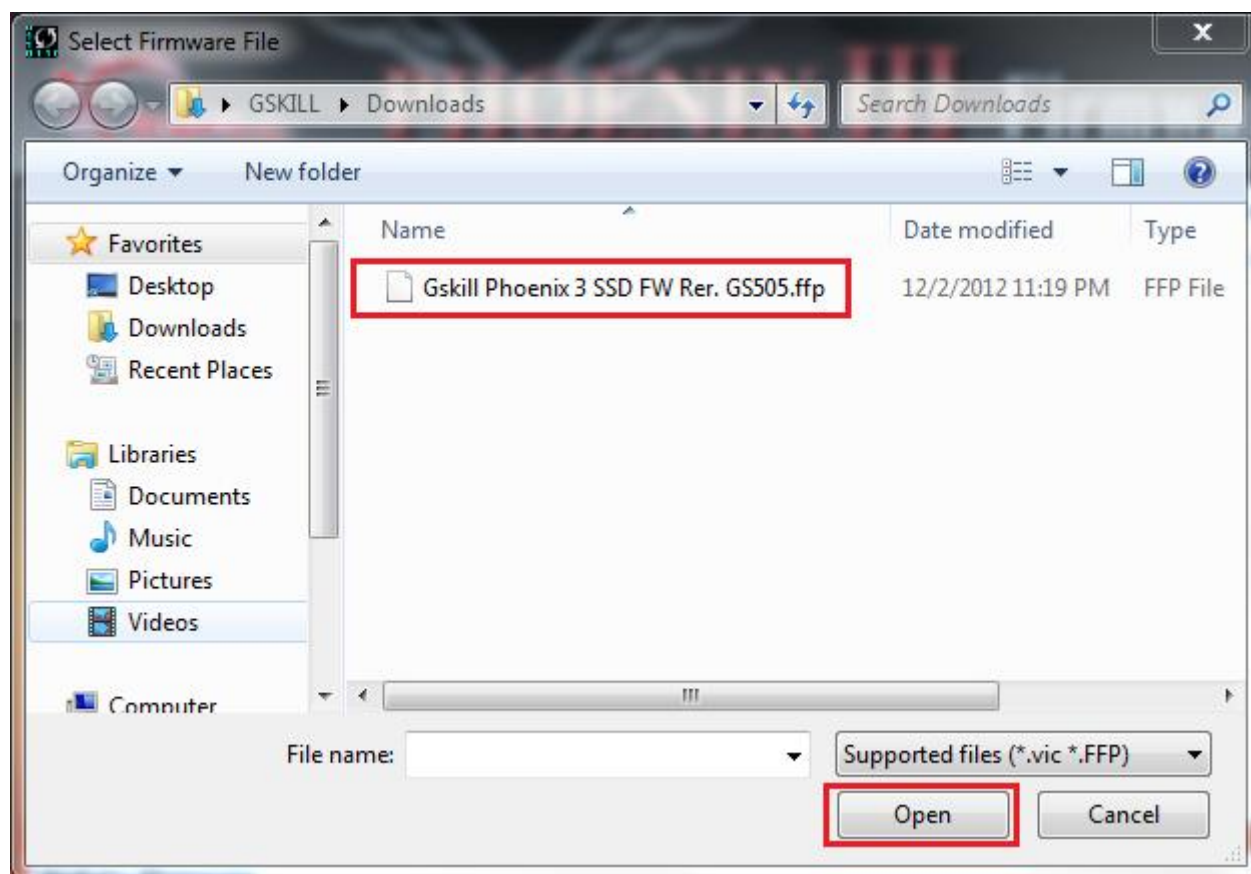 Select Firmware File
PHOENIX III
GSKILL Downloads
Search Downloads
Organize New folder
Name Date modified Type
Favorites
Gskill Phoenix 3 SSD FW Rer. GS505.ffp 12/2/2012 11:19 PM FFP File
Desktop
Downloads
Recent Places
Libraries
Documents
Music
Pictures
Videos
Computer
File name: Supported files (*.vic *.FFP)
Open Cancel